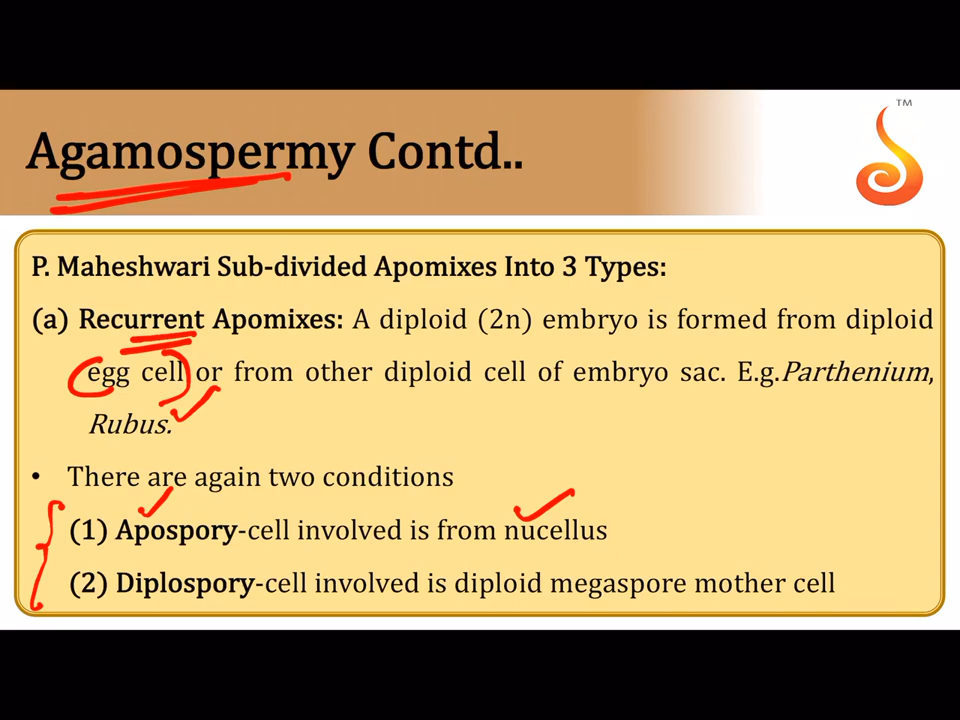 TM
Agamospermy Contd..
P. Maheshwari Sub-divided Apomixes Into 3 Types:
(a) Recurrent Apomixes: A diploid (2n) embryo is formed from diploid
egg cell or from other diploid cell of embryo sac. E.g.Parthenium,
Rubus.
• There are again two conditions
(1) Apospory-cell involved is from nucellus
(2) Diplospory-cell involved is diploid megaspore mother cell